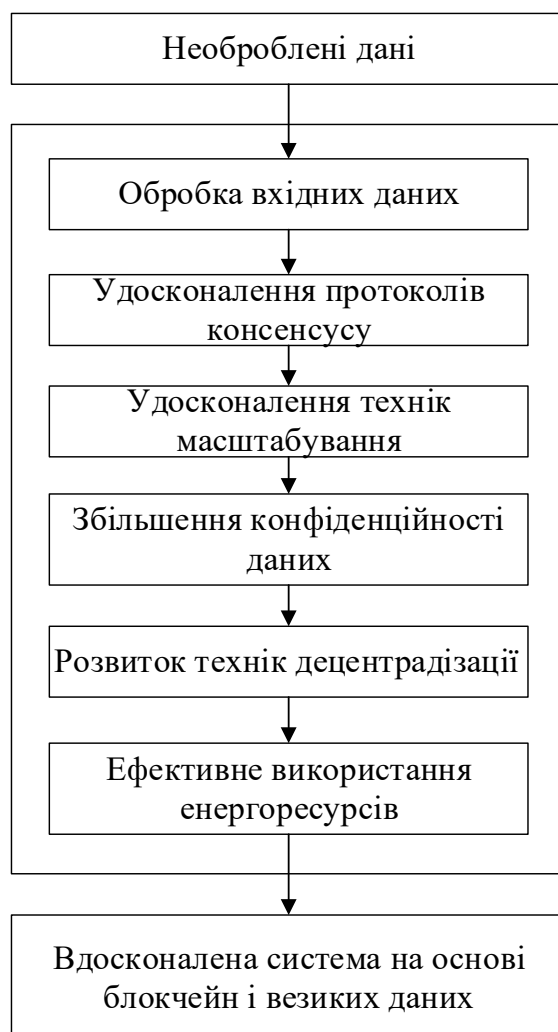 Необроблені дані
Обробка вхідних даних
Удосконалення протоколів
консенсусу
Удосконалення технік
масштабування
Збільшення конфіденційності
даних
Розвиток технік децентрадізації
Ефективне використання
енергоресурсів
Вдосконалена система на основі
блокчейн і везиких даних